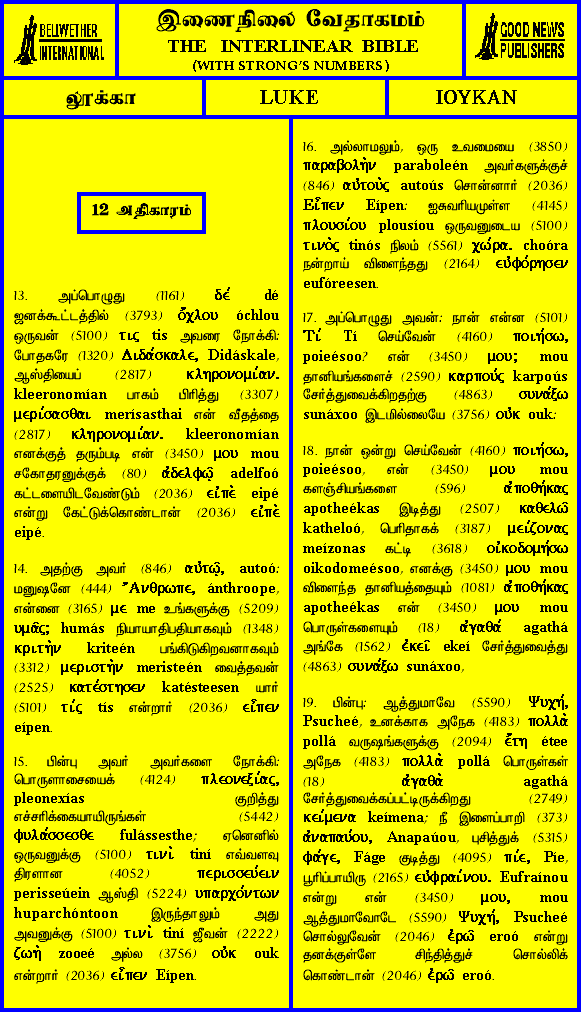 BELLWETHER
INTERNATIONAL
இணைநிலை வேதாகமம்
THE INTERLINEAR BIBLE
(WITH STRONG'S NUMBERS)
GOOD NEWS
PUBLISHERS
லூக்கா
LUKE
ΙΟΥΚΑΝ
12 அதிகாரம்
13. அப்பொழுது (1161) δέ dé
ஜனக்கூட்டத்தில் (3793) ὄχλου óchlou
ஒருவன் (5100) τις tis அவரை நோக்கி:
போதகரே (1320) Διδάσκαλε, Didáskale,
ஆஸ்தியைப் (2817) κληρονομίαν.
kleeronomían பாகம் பிரித்து (3307)
μερίσασθαι merísasthai என் வீதத்தை
(2817) κληρονομίαν. kleeronomían
எனக்குத் தரும்படி என் (3450) μου mou
சகோதரனுக்குக் (80) ἀδελφῷ adelfoó
கட்டளையிடவேண்டும் (2036) εἰπὲ eipé
என்று கேட்டுக்கொண்டான் (2036) εἰπὲ
eipé.
14. அதற்கு அவர் (846) αὐτῷ, autoó:
மனுஷனே (444) Ἄνθρωπε, ánthroope,
என்னை (3165) με me உங்களுக்கு (5209)
υμᾶς; humás நியாயாதிபதியாகவும் (1348)
κριτὴν kriteén பங்கிடுகிறவனாகவும்
(3312) μεριστὴν meristeén வைத்தவன்
(2525) κατέστησεν katésteesen யார்
(5101) τίς tís என்றார் (2036) εἶπεν
eípen.
15. பின்பு அவர் அவர்களை நோக்கி:
பொருளாசையைக் (4124) πλεονεξίας,
pleonexías குறித்து
எச்சரிக்கையாயிருங்கள் (5442)
φυλάσσεσθε fulássesthe; ஏனெனில்
ஒருவனுக்கு (5100) τινὶ tiní எவ்வளவு
திரளான (4052) περισσεύειν
perisseúein ஆஸ்தி (5224) υπαρχόντων
huparchóntoon இருந்தாலும் அது
அவனுக்கு (5100) τινὶ tiní ஜீவன் (2222)
ζωὴ zooeé அல்ல (3756) οὐκ ouk
என்றார் (2036) εἶπεν Eípen.
16. அல்லாமலும், ஒரு உவமையை (3850)
παραβολὴν paraboleén அவர்களுக்குச்
(846) αὐτοὺς autoús சொன்னார் (2036)
Εἶπεν Eípen: ஐசுவரியமுள்ள (4145)
πλουσίου plousíou ஒருவனுடைய (5100)
τινὸς tinós நிலம் (5561) χώρα. choóra
நன்றாய் விளைந்தது (2164) εὐφόρησεν
eufóreesen.
17. அப்பொழுது அவன்: நான் என்ன (5101)
Τί Tí செய்வேன் (4160) ποιήσω,
poieésoo? என் (3450) μου; mou
தானியங்களைச் (2590) καρπούς karpoús
சேர்த்துவைக்கிறதற்கு (4863) συνάξω
sunáxoo இடமில்லையே (3756) οὐκ ouk:
18. நான் ஒன்று செய்வேன் (4160) ποιήσω,
poieésoo, என் (3450) μου mou
களஞ்சியங்களை (596) ἀποθήκας
apotheékas இடித்து (2507) καθελῶ
katheloó, பெரிதாகக் (3187) μείζονας
meízonas கட்டி (3618) οἰκοδομήσω
oikodomeésoo, எனக்கு (3450) μου mou
விளைந்த தானியத்தையும் (1081) ἀποθήκας
apotheékas என் (3450) μου mou
பொருள்களையும் (18) ἀγαθά agathá
அங்கே (1562) ἐκεῖ ekeí சேர்த்துவைத்து
(4863) συνάξω sunáxoo,
19. பின்பு: ஆத்துமாவே (5590) Ψυχή,
Psucheé, உனக்காக அநேக (4183) πολλὰ
pollá வருஷங்களுக்கு (2094) ἔτη étee
அநேக (4183) πολλὰ pollá பொருள்கள்
(18) ἀγαθὰ agathá
சேர்த்துவைக்கப்பட்டிருக்கிறது (2749)
κείμενα keímena; நீ இளைப்பாறி (373)
ἀναπαύου, Anapaúou, புசித்துக் (5315)
φάγε, Fáge குடித்து (4095) πίε, Píe,
பூரிப்பாயிரு (2165) εὐφραίνου. Eufraínou
என்று என் (3450) μου, mou
ஆத்துமாவோடே (5590) Ψυχή, Psucheé
சொல்லுவேன் (2046) ἐρῶ eroó என்று
தனக்குள்ளே சிந்தித்துச் சொல்லிக்
கொண்டான் (2046) ἐρῶ eroó.